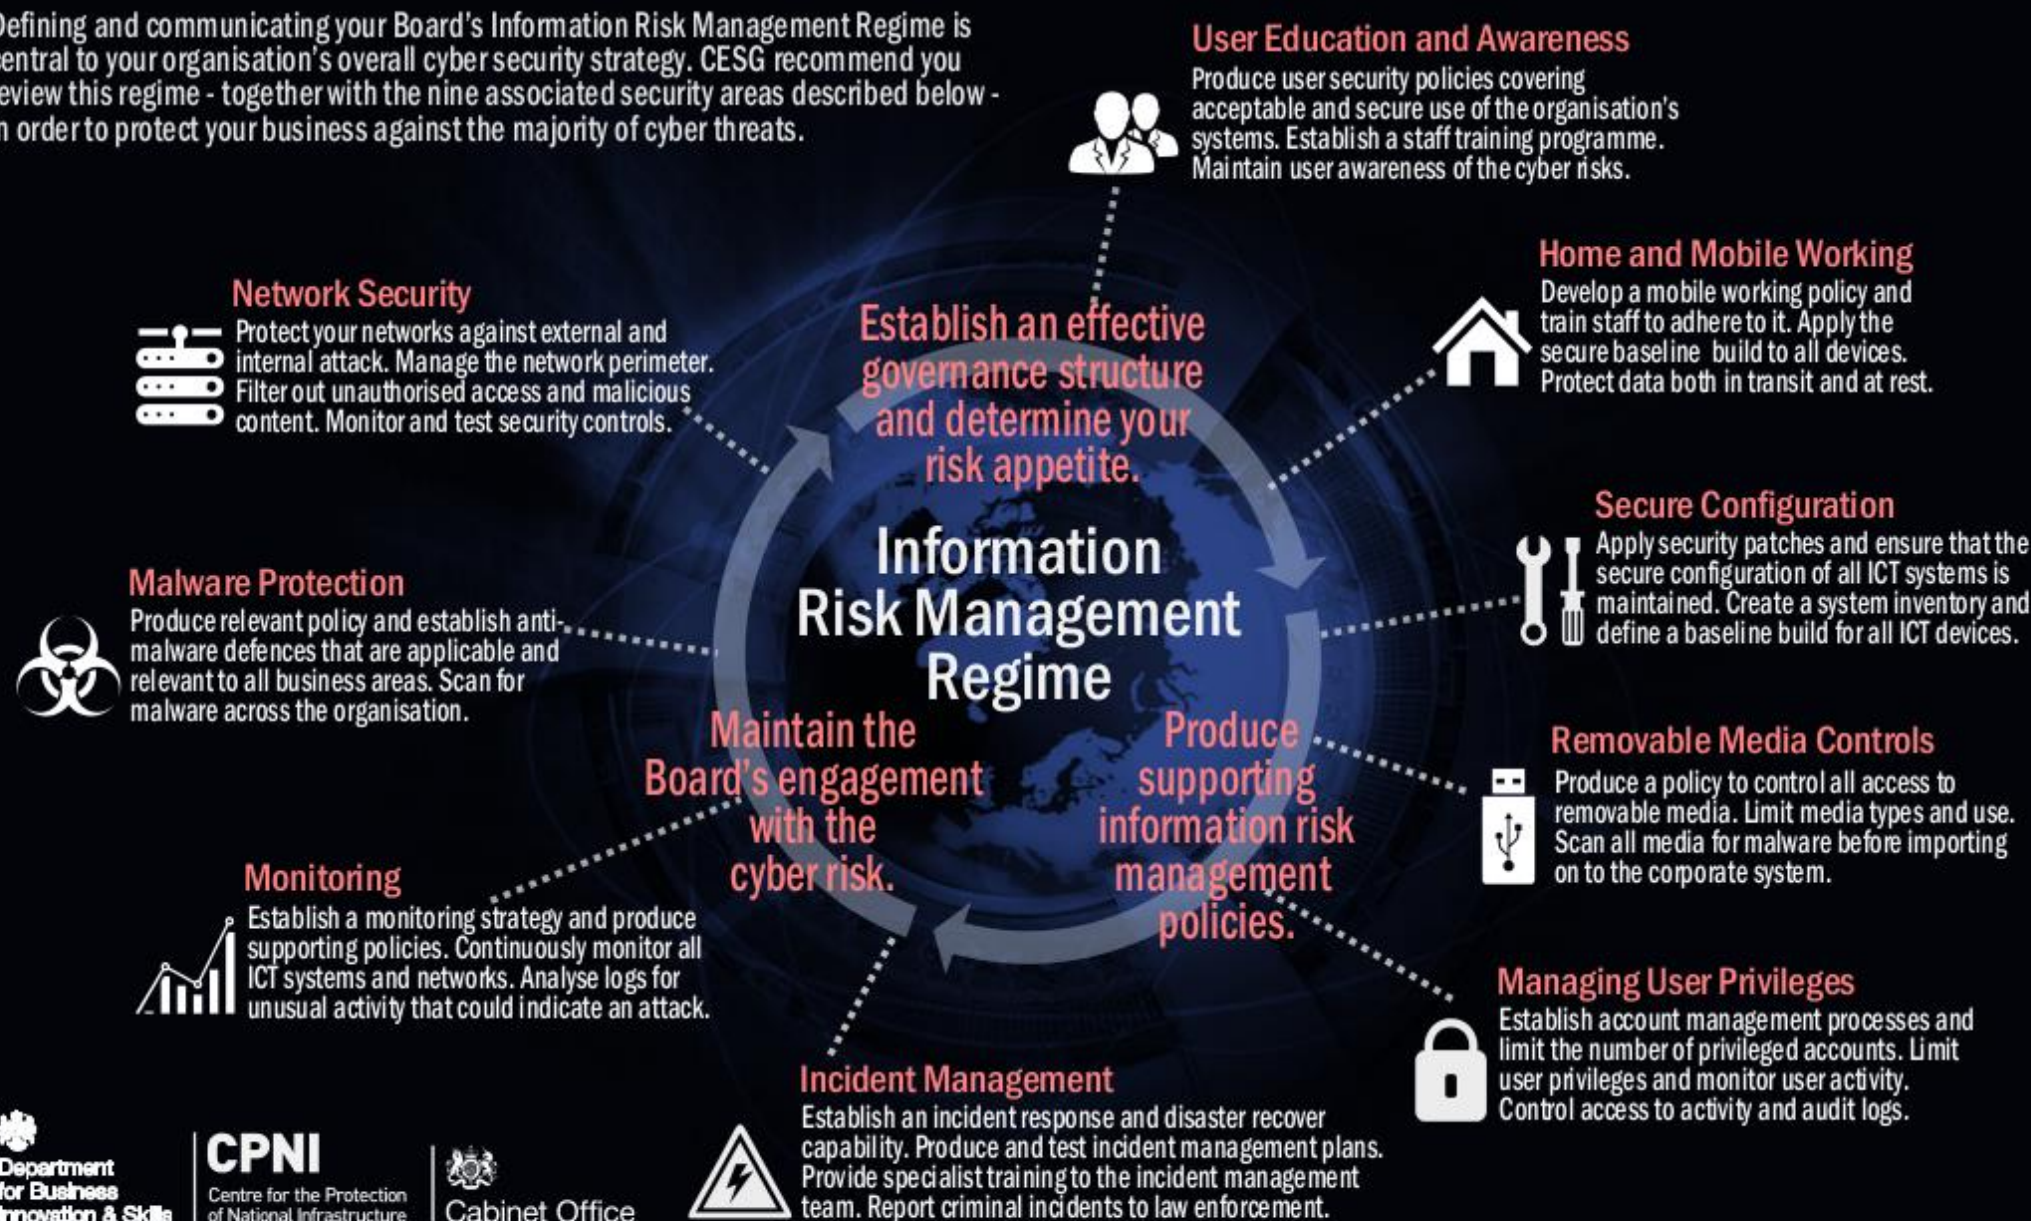 Defining and communicating your Board's Information Risk Management Regime is
central to your organisation's overall cyber security strategy. CESG recommend you
review this regime - together with the nine associated security areas described below -
in order to protect your business against the majority of cyber threats.
User Education and Awareness
Produce user security policies covering
acceptable and secure use of the organisation's
systems. Establish a staff training programme.
Maintain user awareness of the cyber risks.
Home and Mobile Working
Develop a mobile working policy and
train staff to adhere to it. Apply the
secure baseline build to all devices.
Protect data both in transit and at rest.
Network Security
Protect your networks against external and
internal attack. Manage the network perimeter.
Filter out unauthorised access and malicious
content. Monitor and test security controls.
Establish an effective
governance structure
and determine your
risk appetite.
Secure Configuration
Apply security patches and ensure that the
secure configuration of all ICT systems is
maintained. Create a system inventory and
define a baseline build for all ICT devices.
Information
Risk Management
Regime
Malware Protection
Produce relevant policy and establish anti-
malware defences that are applicable and
relevant to all business areas. Scan for
malware across the organisation.
Maintain the
Board's engagement
with the
cyber risk.
Produce
supporting
information risk
management
policies.
Removable Media Controls
Produce a policy to control all access to
removable media. Limit media types and use.
Scan all media for malware before importing
on to the corporate system.
Monitoring
Establish a monitoring strategy and produce
supporting policies. Continuously monitor all
ICT systems and networks. Analyse logs for
unusual activity that could indicate an attack.
Managing User Privileges
Establish account management processes and
limit the number of privileged accounts. Limit
user privileges and monitor user activity.
Control access to activity and audit logs.
Incident Management
Establish an incident response and disaster recover
capability. Produce and test incident management plans.
Provide specialist training to the incident management
team. Report criminal incidents to law enforcement.
Department
for Business
Innovation & Skills
CPNI
Centre for the Protection
of National Infrastructure
Cabinet Office